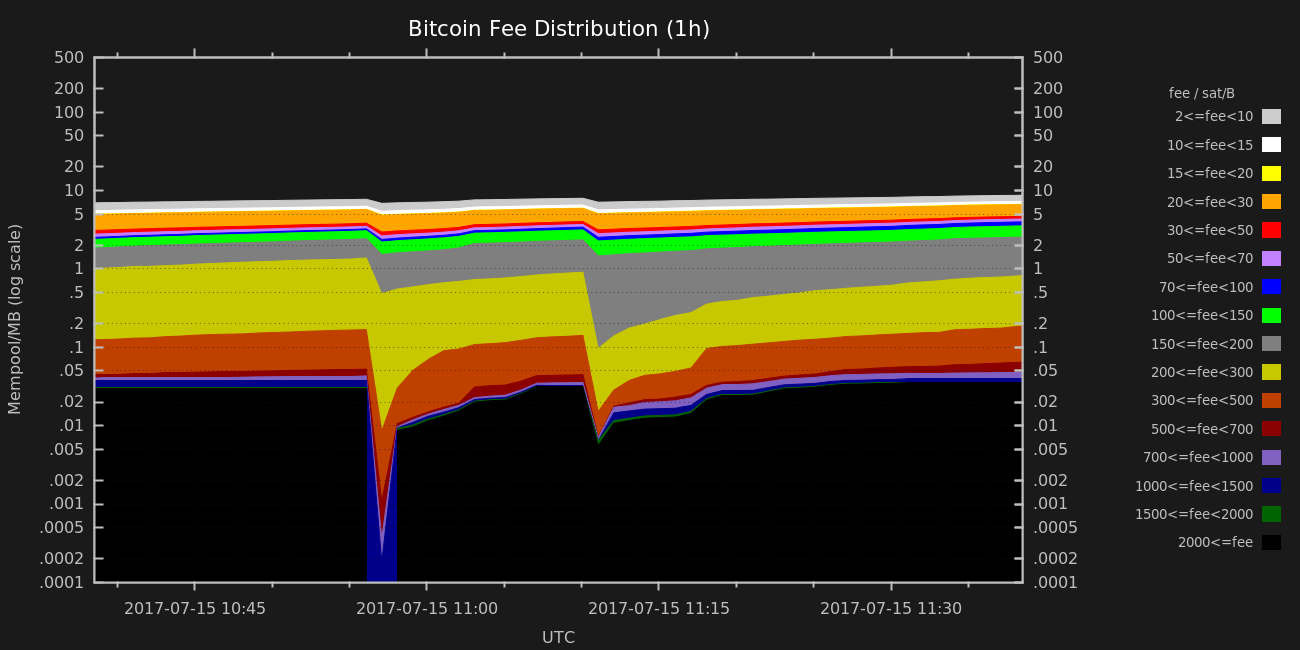 Bitcoin Fee Distribution (1h)
Mempool/MB (log scale)
500
200
100
50
20
10
5
2
1
.5
.2
.1
.05
.02
.01
.005
.002
.001
.0005
.0002
.0001
500
200
100
50
20
10
5
2
1
.5
.2
.1
.05
.02
.01
.005
.002
.001
.0005
.0002
.0001
2017-07-15 10:45
2017-07-15 11:00
2017-07-15 11:15
2017-07-15 11:30
UTC
fee / sat/B
2<=fee<10
10<=fee<15
15<=fee<20
20<=fee<30
30<=fee<50
50<=fee<70
70<=fee<100
100<=fee<150
150<=fee<200
200<=fee<300
300<=fee<500
500<=fee<700
700<=fee<1000
1000<=fee<1500
1500<=fee<2000
2000<=fee